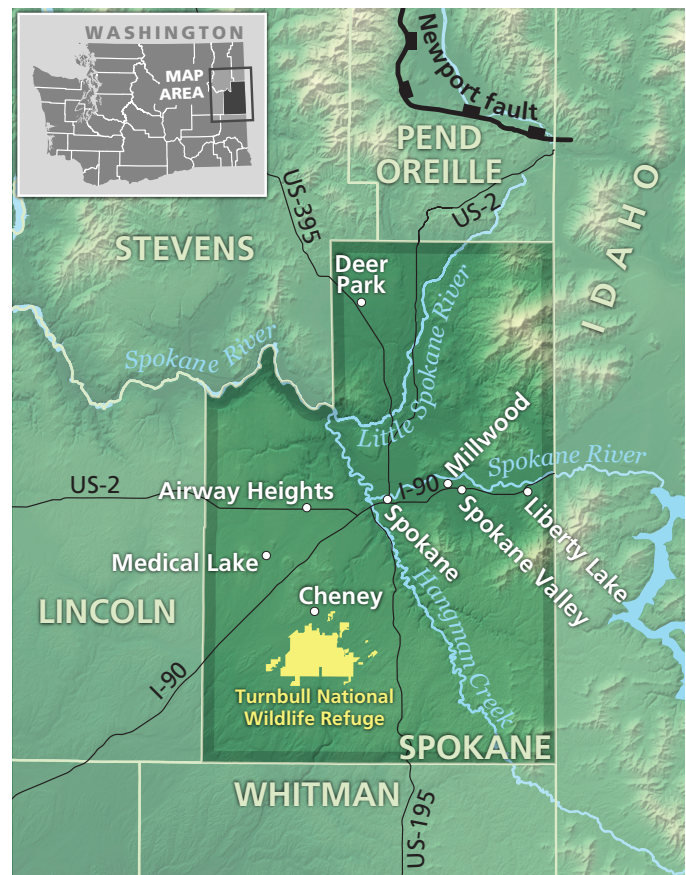 WASHINGTON
MAP
AREA
Newport fault
PEND
OREILLE
US-2
US-395
IDAHO
STEVENS
Deer
Park
Little Spokane River
Spokane River
Millwood
Spokane River
US-2
Airway Heights
I-90
Spokane
Spokane Valley
Liberty Lake
Medical Lake
Cheney
Hangman Creek
LINCOLN
I-90
Turnbull National
Wildlife Refuge
SPOKANE
WHITMAN
US-195